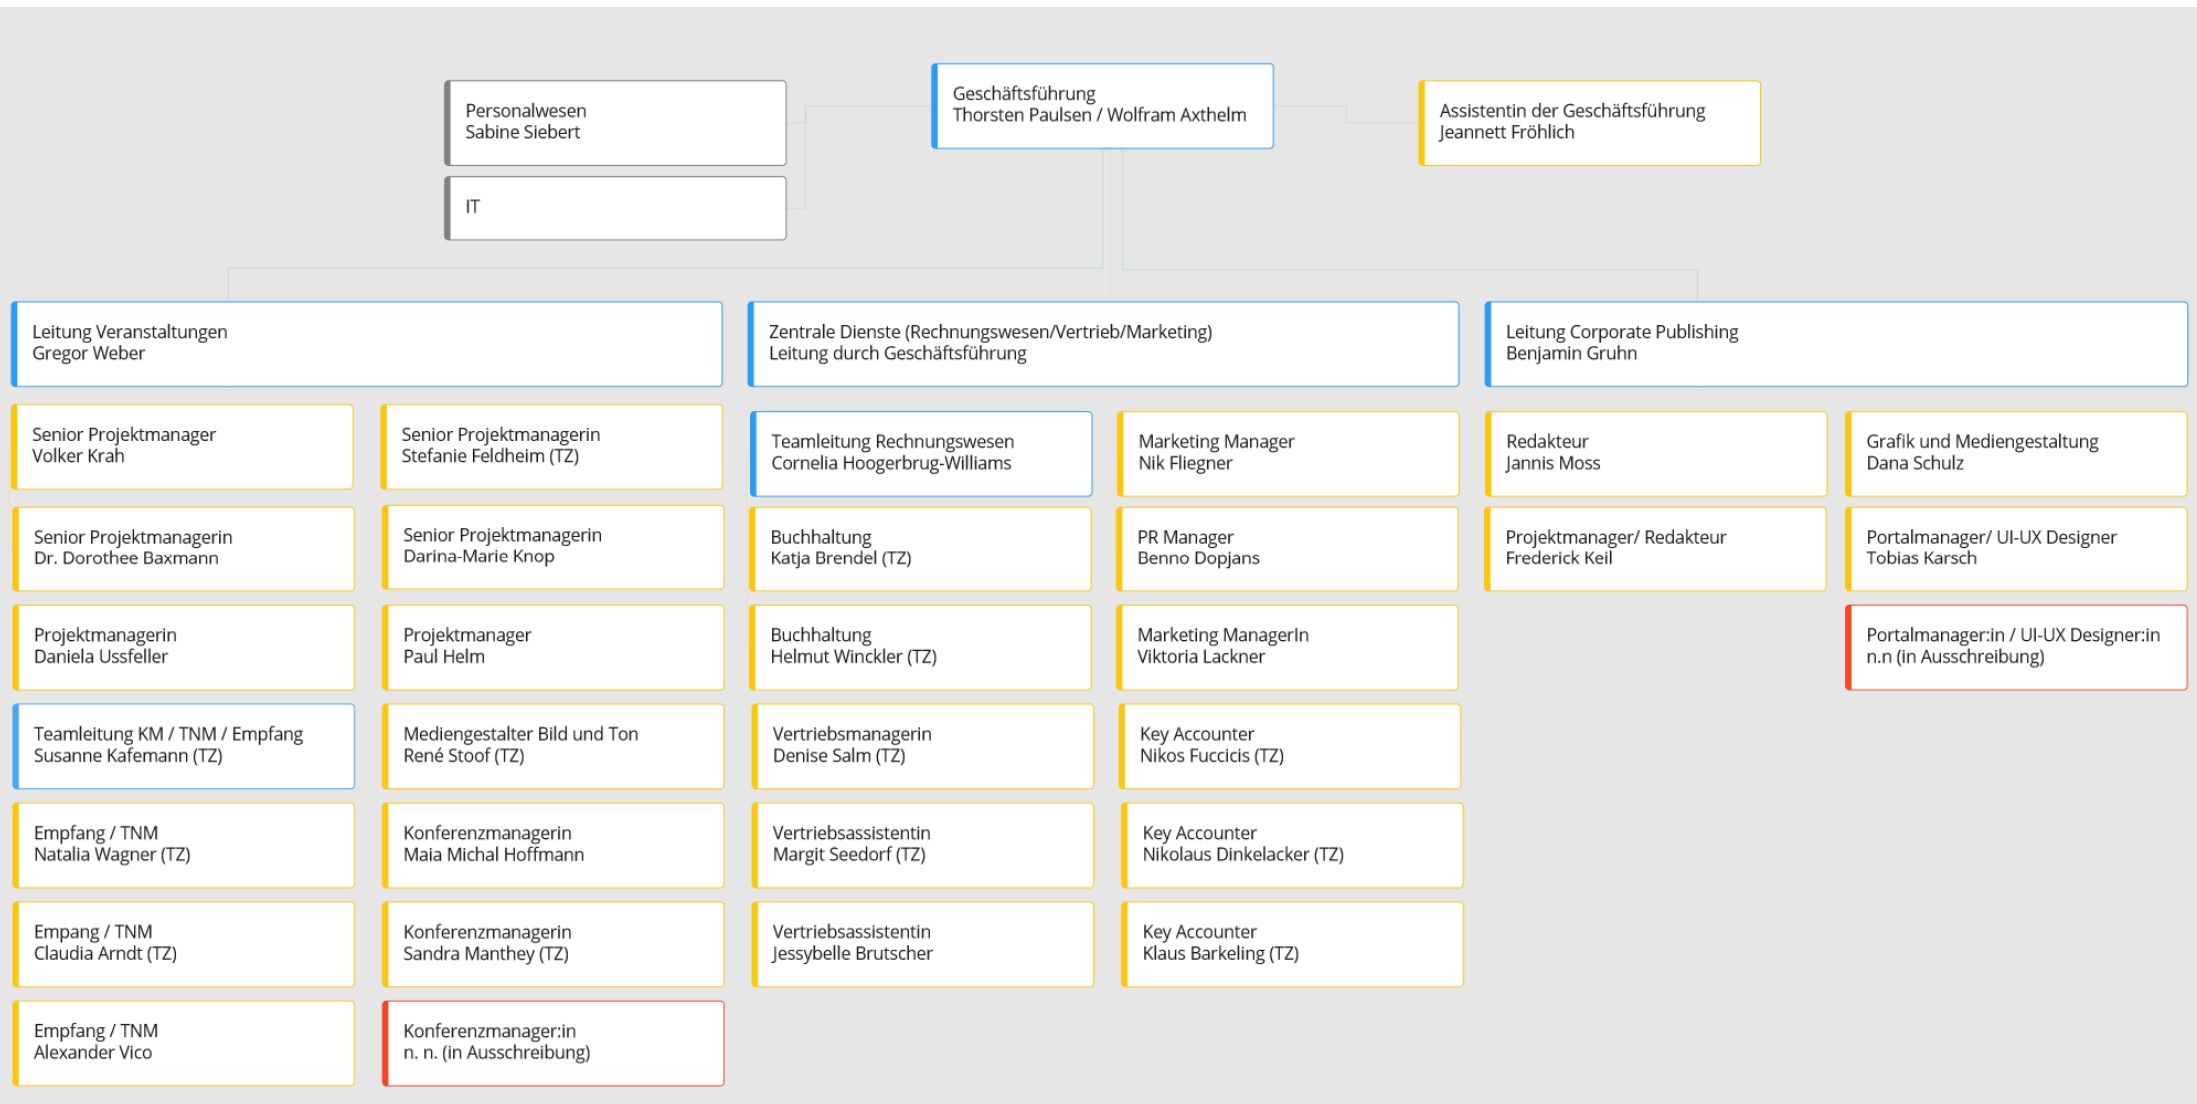 Geschäftsführung
Thorsten Paulsen / Wolfram Axthelm
Personalwesen
Sabine Siebert
Assistentin der Geschäftsführung
Jeannett Fröhlich
IT
Leitung Veranstaltungen
Gregor Weber
Zentrale Dienste (Rechnungswesen/Vertrieb/Marketing)
Leitung durch Geschäftsführung
Leitung Corporate Publishing
Benjamin Gruhn
Senior Projektmanager
Volker Krah
Senior Projektmanagerin
Stefanie Feldheim (TZ)
Teamleitung Rechnungswesen
Cornelia Hoogerbrug-Williams
Marketing Manager
Nik Fliegner
Redakteur
Jannis Moss
Grafik und Mediengestaltung
Dana Schulz
Senior Projektmanagerin
Dr. Dorothee Baxmann
Senior Projektmanagerin
Darina-Marie Knop
Buchhaltung
Katja Brendel (TZ)
PR Manager
Benno Dopjans
Projektmanager/ Redakteur
Frederick Keil
Portalmanager/ UI-UX Designer
Tobias Karsch
Projektmanagerin
Daniela Ussfeller
Projektmanager
Paul Helm
Buchhaltung
Helmut Winckler (TZ)
Marketing ManagerIn
Viktoria Lackner
Portalmanager:in / UI-UX Designer:in
n.n (in Ausschreibung)
Teamleitung KM / TNM / Empfang
Susanne Kafemann (TZ)
Mediengestalter Bild und Ton
René Stoof (TZ)
Vertriebsmanagerin
Denise Salm (TZ)
Key Accounter
Nikos Fuccicis (TZ)
Empfang / TNM
Natalia Wagner (TZ)
Konferenzmanagerin
Maia Michal Hoffmann
Vertriebsassistentin
Margit Seedorf (TZ)
Key Accounter
Nikolaus Dinkelacker (TZ)
Empang / TNM
Claudia Arndt (TZ)
Konferenzmanagerin
Sandra Manthey (TZ)
Vertriebsassistentin
Jessybelle Brutscher
Key Accounter
Klaus Barkeling (TZ)
Empfang / TNM
Alexander Vico
Konferenzmanager:in
n. n. (in Ausschreibung)